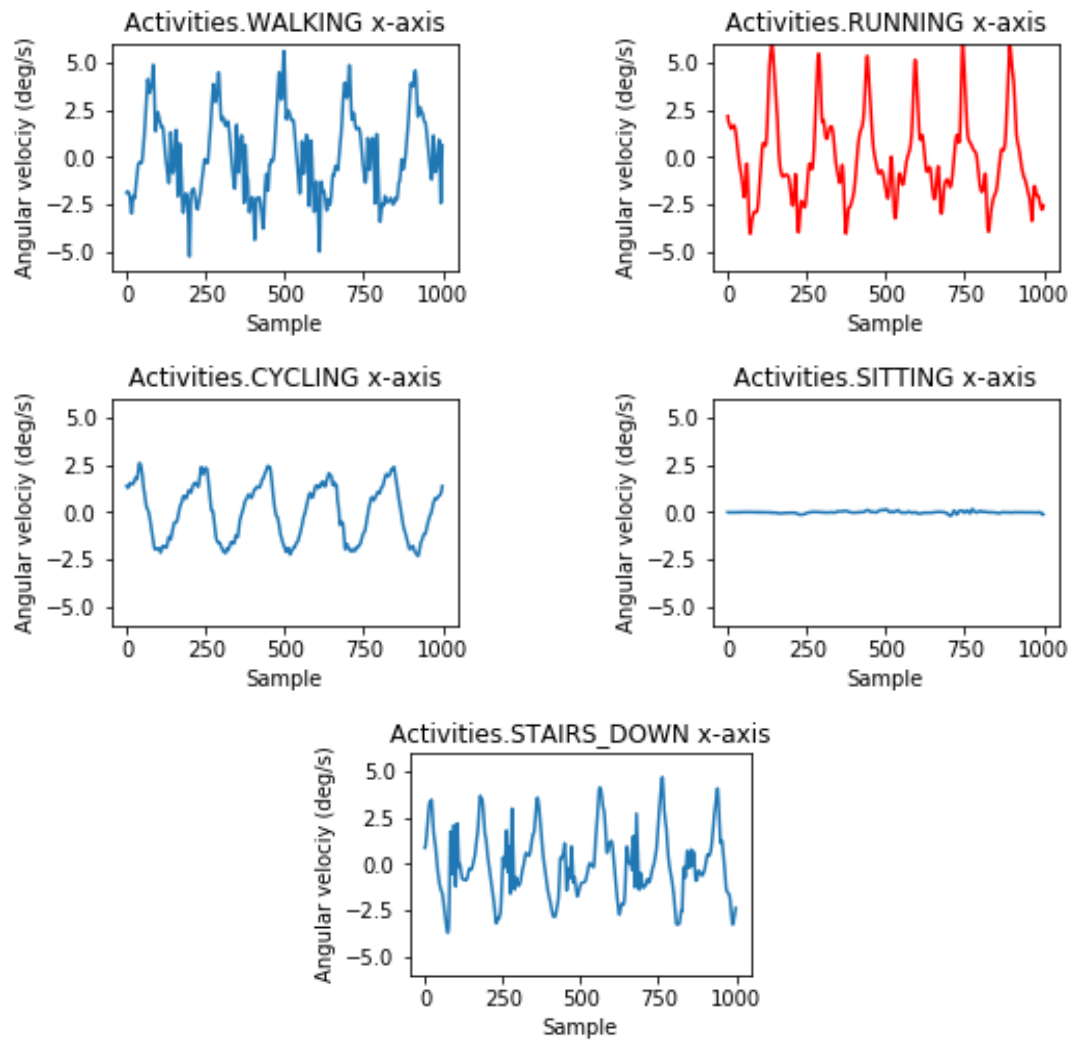 Activities.WALKING x-axis
Angular velociy (deg/s)
5.0
2.5
0.0
−2.5
−5.0
0 250 500 750 1000
Sample
Activities.RUNNING x-axis
Angular velociy (deg/s)
5.0
2.5
0.0
−2.5
−5.0
0 250 500 750 1000
Sample
Activities.CYCLING x-axis
Angular velociy (deg/s)
5.0
2.5
0.0
−2.5
−5.0
0 250 500 750 1000
Sample
Activities.SITTING x-axis
Angular velociy (deg/s)
5.0
2.5
0.0
−2.5
−5.0
0 250 500 750 1000
Sample
Activities.STAIRS_DOWN x-axis
Angular velociy (deg/s)
5.0
2.5
0.0
−2.5
−5.0
0 250 500 750 1000
Sample